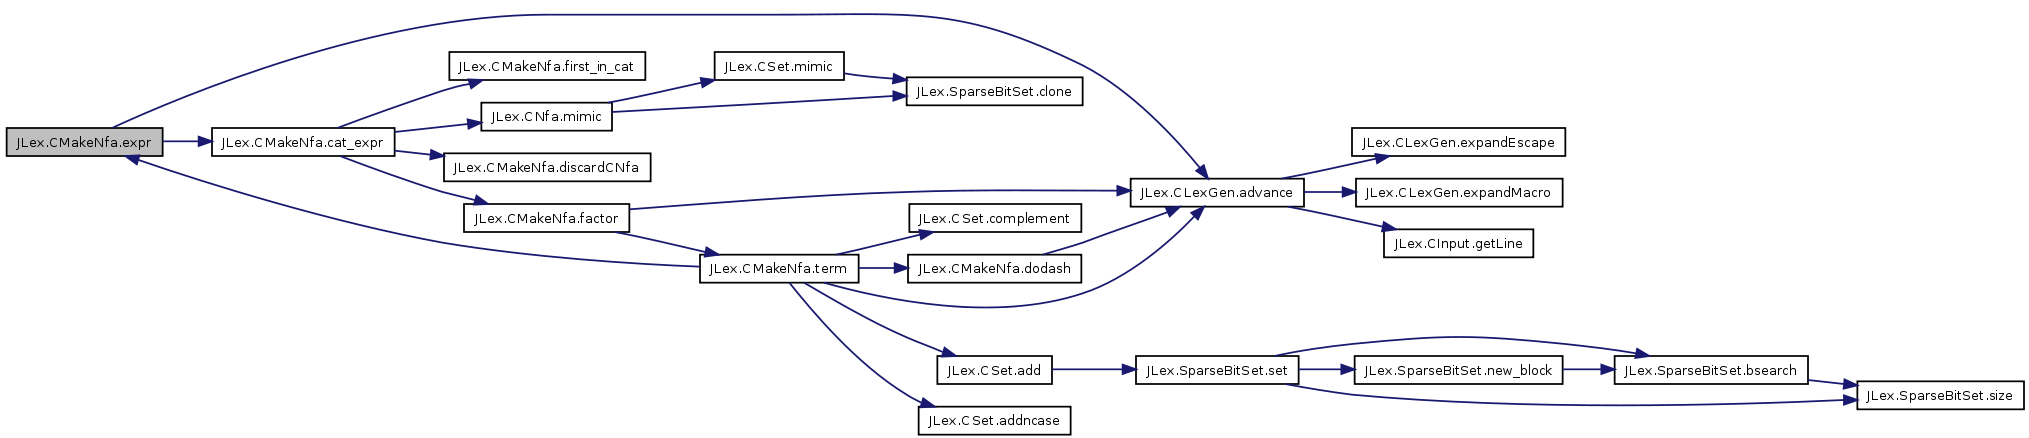 JLex.CMakeNfa.expr
JLex.CMakeNfa.cat_expr
JLex.CMakeNfa.first_in_cat
JLex.CNfa.mimic
JLex.CMakeNfa.discardCNfa
JLex.CMakeNfa.factor
JLex.CSet.mimic
JLex.SparseBitSet.clone
JLex.CMakeNfa.term
JLex.CSet.complement
JLex.CMakeNfa.dodash
JLex.CSet.add
JLex.CSet.addncase
JLex.CLexGen.advance
JLex.CLexGen.expandEscape
JLex.CLexGen.expandMacro
JLex.CInput.getLine
JLex.SparseBitSet.set
JLex.SparseBitSet.new_block
JLex.SparseBitSet.bsearch
JLex.SparseBitSet.size